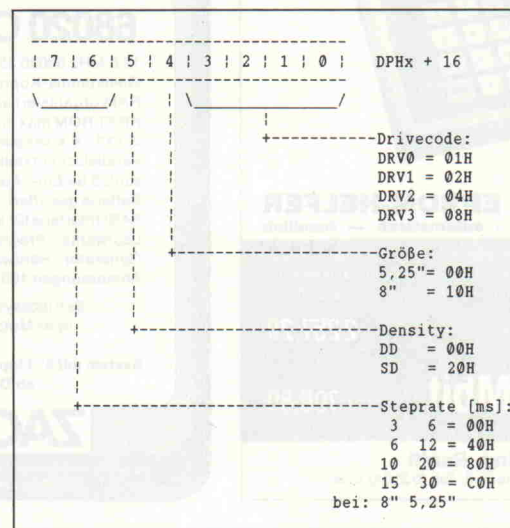 7 ¦ 6 ¦ 5 ¦ 4 ¦ 3 ¦ 2 ¦ 1 ¦ 0 ¦ DPHx + 16
Drivecode:
DRV0 = 01H
DRV1 = 02H
DRV2 = 04H
DRV3 = 08H
Größe:
5,25"= 00H
8" = 10H
Density:
DD = 00H
SD = 20H
Steprate [ms]:
3 6 = 00H
6 12 = 40H
10 20 = 80H
15 30 = C0H
bei: 8" 5,25"